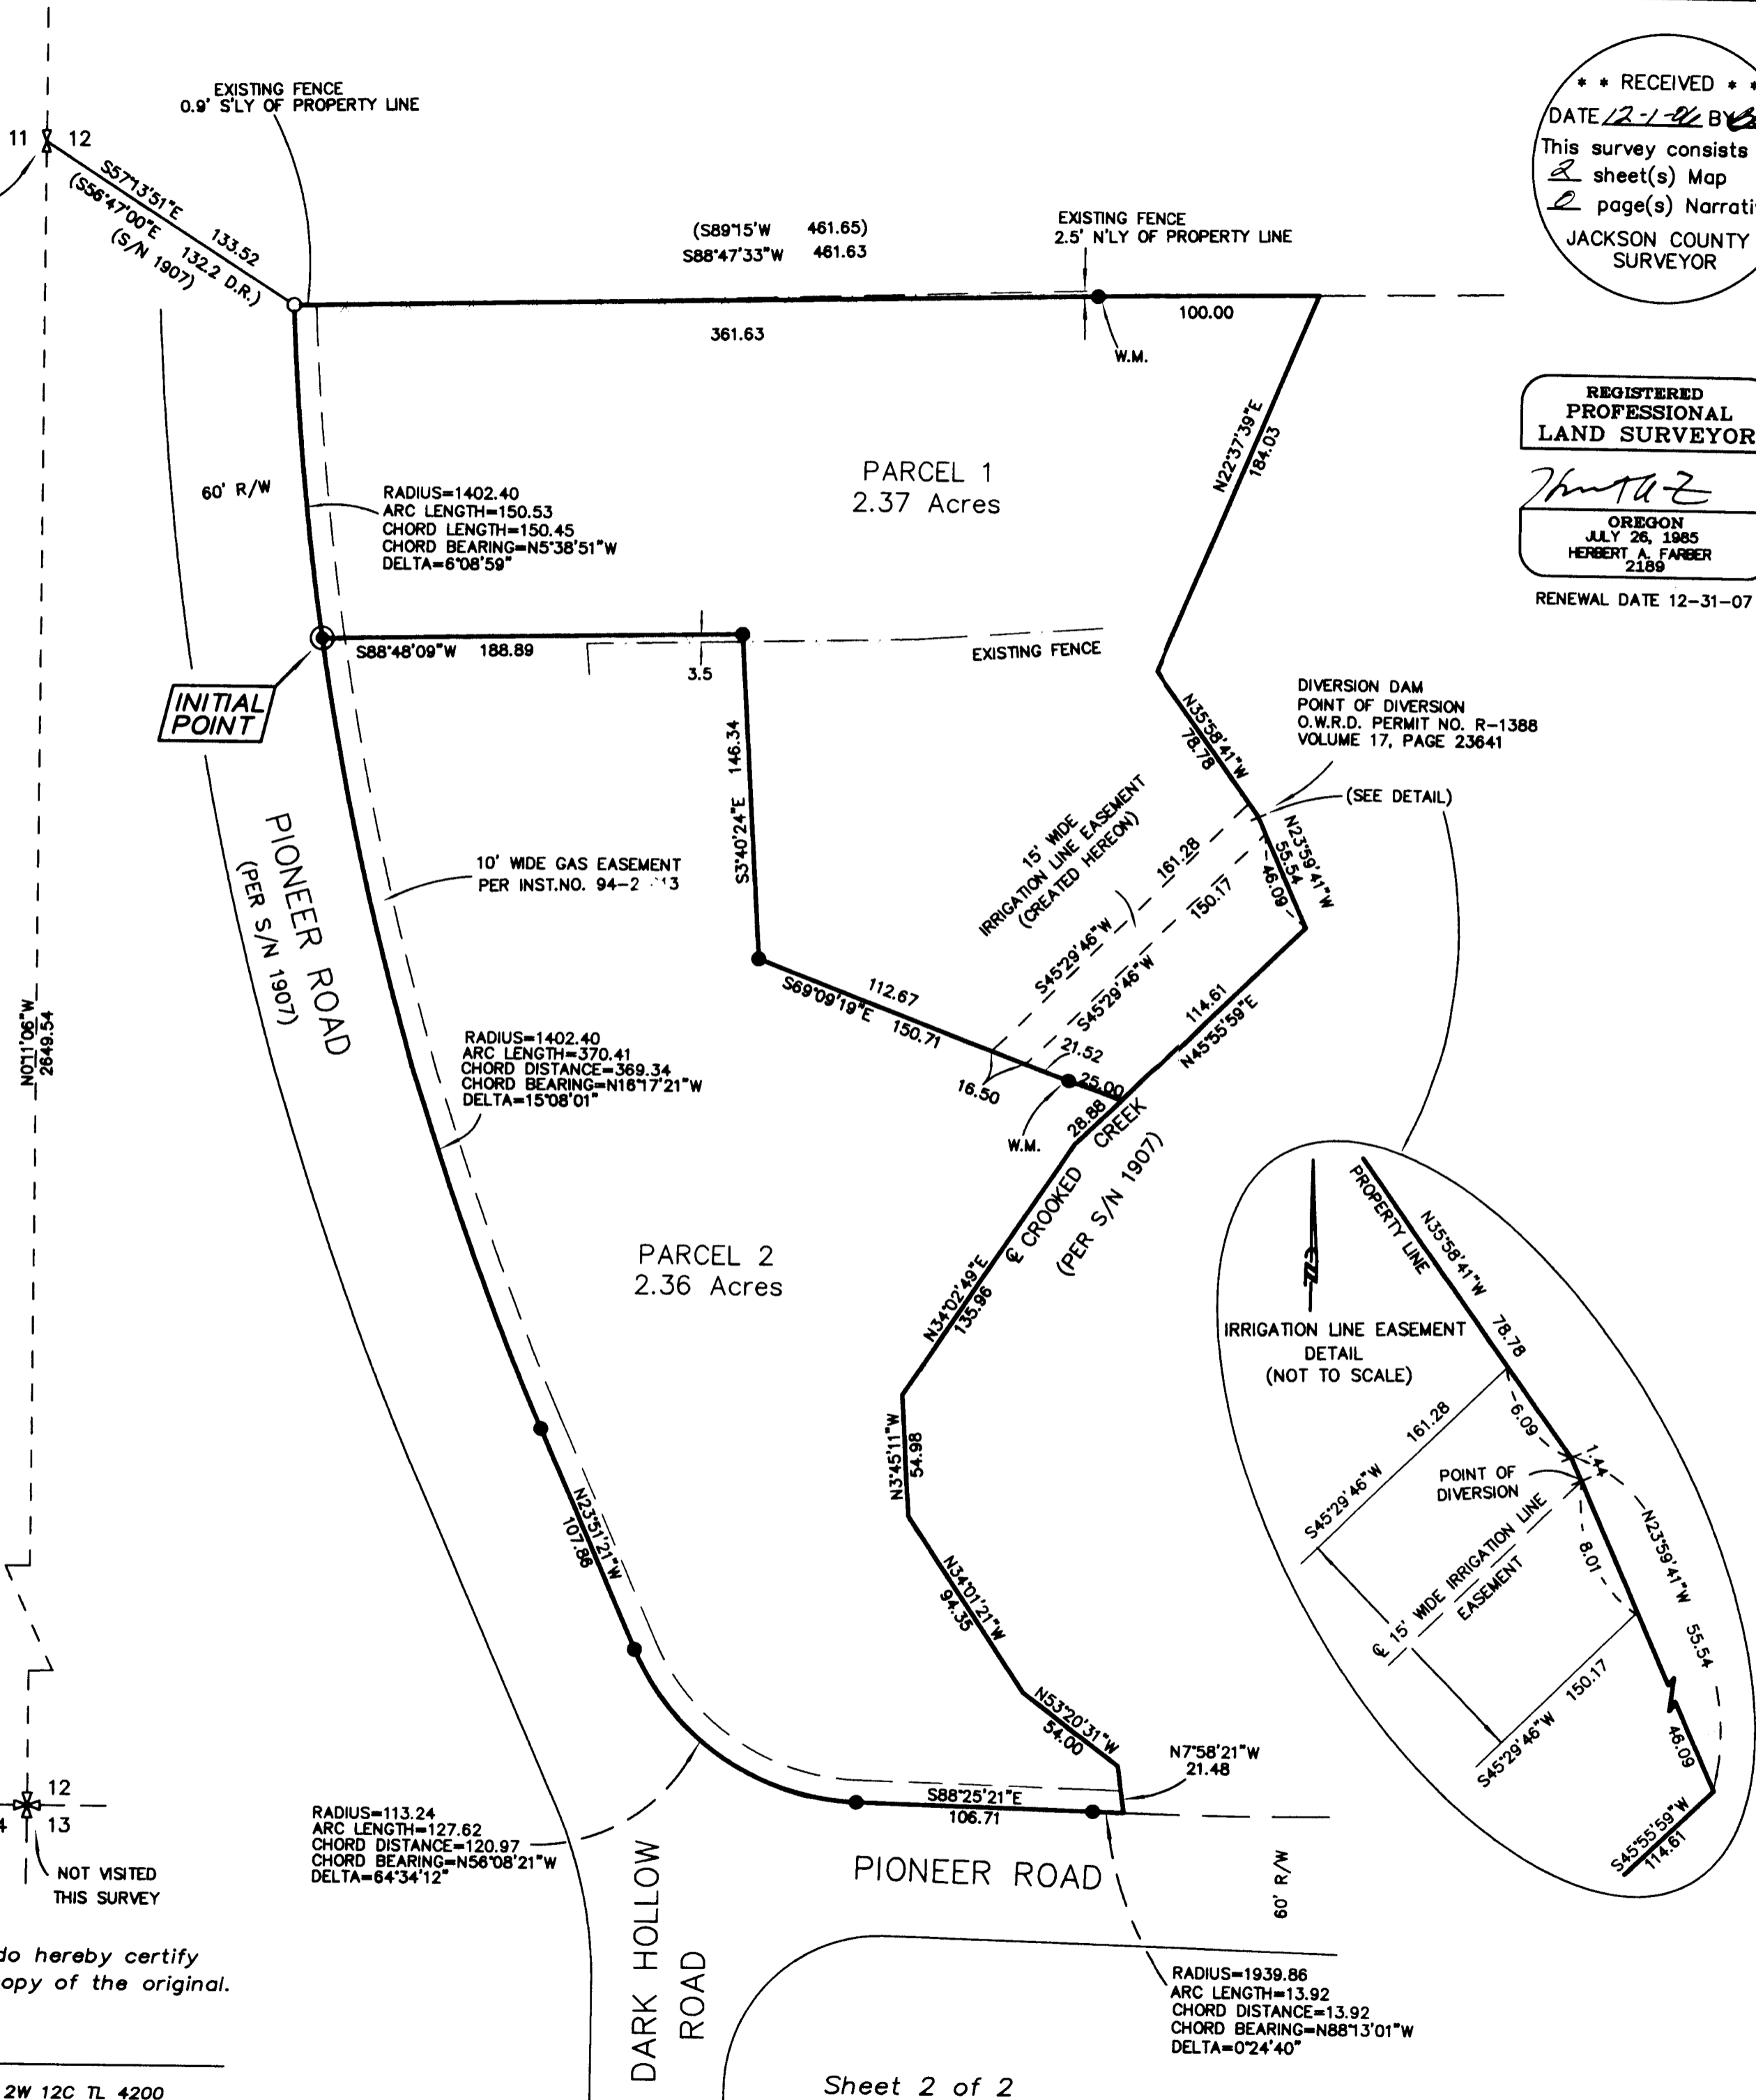 EXISTING FENCE
0.9' S'LY OF PROPERTY LINE
11 12
S57°13'51"E 133.52
(S56°47'00"E 132.2 D.R.)
(S/N 1907)
(S89°15'W 461.65)
S88°47'33"W 461.63
EXISTING FENCE
2.5' N'LY OF PROPERTY LINE
361.63
100.00
W.M.
* * RECEIVED * *
DATE 12-1-06 BY
This survey consists
2 sheet(s) Map
0 page(s) Narrati
JACKSON COUNTY
SURVEYOR
REGISTERED
PROFESSIONAL
LAND SURVEYOR
OREGON
JULY 26, 1985
HERBERT A. FARBER
2189
RENEWAL DATE 12-31-07
60' R/W
RADIUS=1402.40
ARC LENGTH=150.53
CHORD LENGTH=150.45
CHORD BEARING=N5°38'51"W
DELTA=6°08'59"
PARCEL 1
2.37 Acres
N22°37'39"E
184.03
S88°48'09"W 188.89
3.5
EXISTING FENCE
INITIAL
POINT
S3°40'24"E 146.34
N35°58'41"W
78.78
DIVERSION DAM
POINT OF DIVERSION
O.W.R.D. PERMIT NO. R-1388
VOLUME 17, PAGE 23641
(SEE DETAIL)
15' WIDE
IRRIGATION LINE EASEMENT
(CREATED HEREON)
N23°59'41"W
55.54
46.09
S45°29'46"W 161.28
S45°29'46"W 150.17
PIONEER ROAD
(PER S/N 1907)
10' WIDE GAS EASEMENT
PER INST.NO. 94-2 13
112.67
S69°09'19"E 150.71
21.52
16.50
25.00
W.M.
114.61
N45°55'59"E
28.88
N0°11'06"W
2649.54
RADIUS=1402.40
ARC LENGTH=370.41
CHORD DISTANCE=369.34
CHORD BEARING=N16°17'21"W
DELTA=15°08'01"
℄ CROOKED CREEK
(PER S/N 1907)
PARCEL 2
2.36 Acres
N34°02'49"E
135.96
N3°45'11"W
54.98
N34°01'21"W
94.35
N53°20'31"W
54.00
N7°58'21"W
21.48
N23°51'21"W
107.86
S88°25'21"E
106.71
PROPERTY LINE
N35°58'41"W 78.78
IRRIGATION LINE EASEMENT
DETAIL
(NOT TO SCALE)
S45°29'46"W 161.28
6.09
1.44
POINT OF
DIVERSION
8.01
℄ 15' WIDE IRRIGATION LINE
EASEMENT
N23°59'41"W 55.54
S45°29'46"W 150.17
46.09
S45°55'59"W
114.61
12
13
NOT VISITED
THIS SURVEY
RADIUS=113.24
ARC LENGTH=127.62
CHORD DISTANCE=120.97
CHORD BEARING=N56°08'21"W
DELTA=64°34'12"
PIONEER ROAD
60' R/W
DARK HOLLOW
ROAD
RADIUS=1939.86
ARC LENGTH=13.92
CHORD DISTANCE=13.92
CHORD BEARING=N88°13'01"W
DELTA=0°24'40"
do hereby certify
opy of the original.
2W 12C TL 4200
Sheet 2 of 2